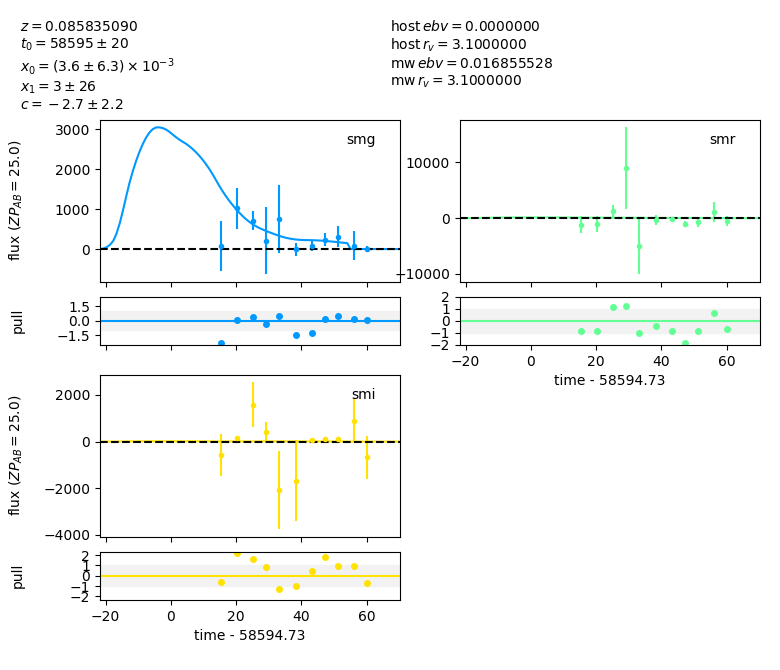 z = 0.085835090
t₀ = 58595 ± 20
x₀ = (3.6 ± 6.3) × 10⁻³
x₁ = 3 ± 26
c = −2.7 ± 2.2
host ebv = 0.0000000
host r_v = 3.1000000
mw ebv = 0.016855528
mw r_v = 3.1000000
smg
flux (ZP_AB = 25.0)
3000
2000
1000
0
pull
1.5
0.0
−1.5
smr
10000
0
−10000
2
1
0
−1
−2
−20 0 20 40 60
time - 58594.73
smi
flux (ZP_AB = 25.0)
2000
0
−2000
−4000
pull
2
1
0
−1
−2
−20 0 20 40 60
time - 58594.73